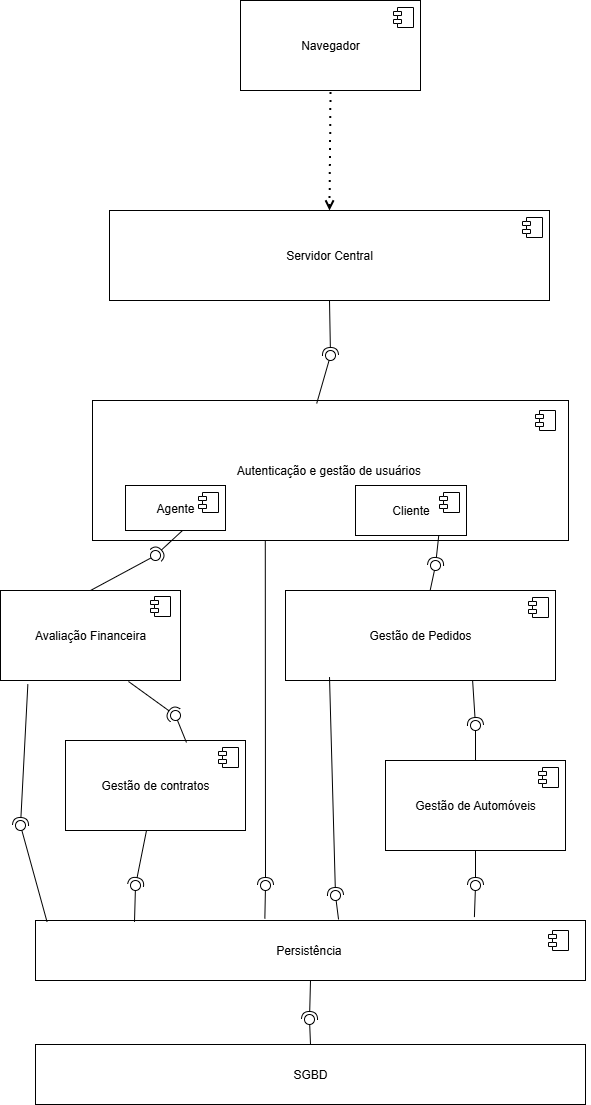 Navegador
Servidor Central
Autenticação e gestão de usuários
Agente
Cliente
Avaliação Financeira
Gestão de Pedidos
Gestão de contratos
Gestão de Automóveis
Persistência
SGBD